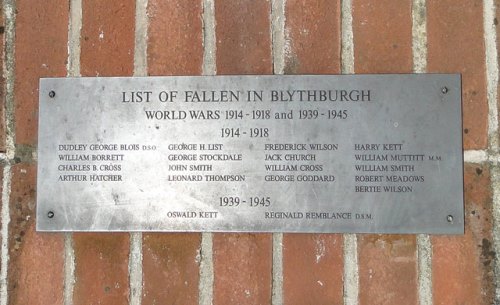 LIST OF FALLEN IN BLYTHBURGH
WORLD WARS 1914-1918 and 1939-1945
1914-1918
DUDLEY GEORGE BLOIS D.S.O. GEORGE H. LIST FREDERICK WILSON HARRY KETT
WILLIAM BORRETT GEORGE STOCKDALE JACK CHURCH WILLIAM MUTTITT M.M.
CHARLES B. CROSS JOHN SMITH WILLIAM CROSS WILLIAM SMITH
ARTHUR HATCHER LEONARD THOMPSON GEORGE GODDARD ROBERT MEADOWS
BERTIE WILSON
1939-1945
OSWALD KETT REGINALD REMBLANCE D.S.M.